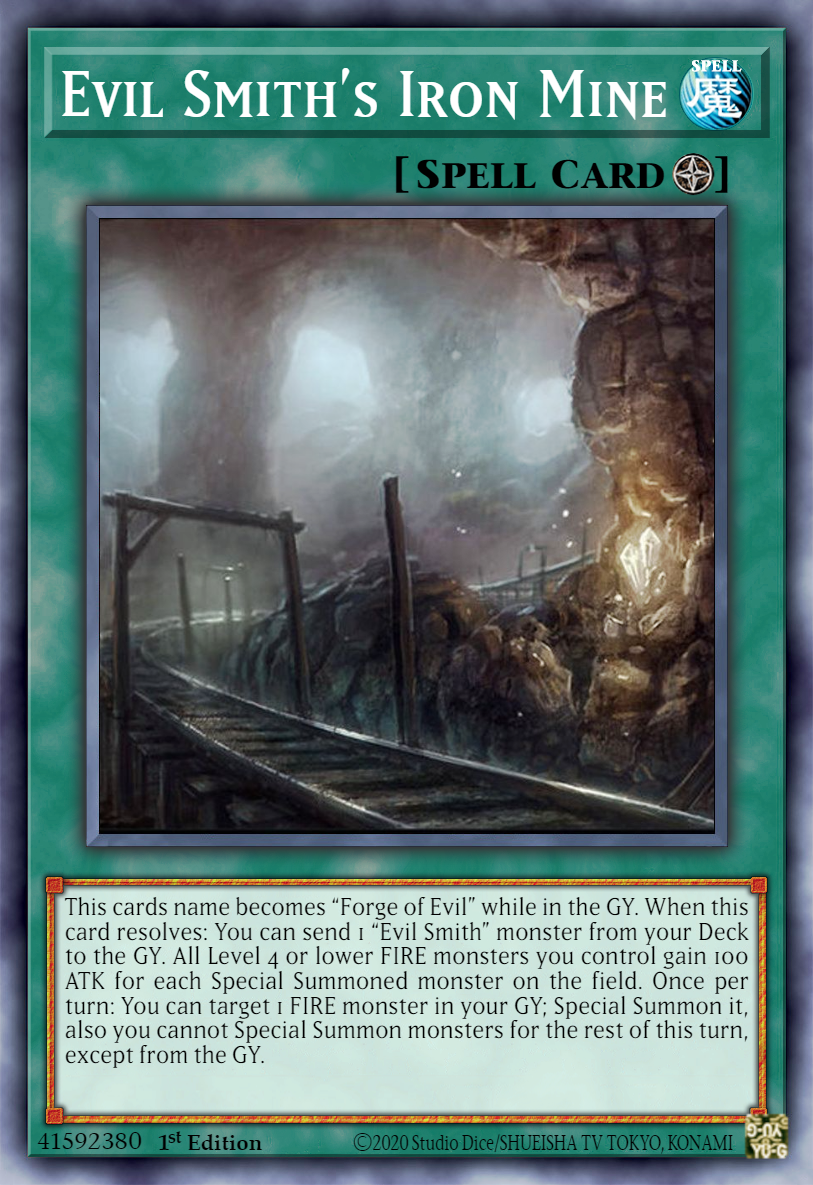 Evil Smith's Iron Mine
SPELL
魔
[Spell Card]
This cards name becomes “Forge of Evil” while in the GY. When this
card resolves: You can send 1 “Evil Smith” monster from your Deck
to the GY. All Level 4 or lower FIRE monsters you control gain 100
ATK for each Special Summoned monster on the field. Once per
turn: You can target 1 FIRE monster in your GY; Special Summon it,
also you cannot Special Summon monsters for the rest of this turn,
except from the GY.
41592380 1st Edition ©2020 Studio Dice/SHUEISHA TV TOKYO, KONAMI